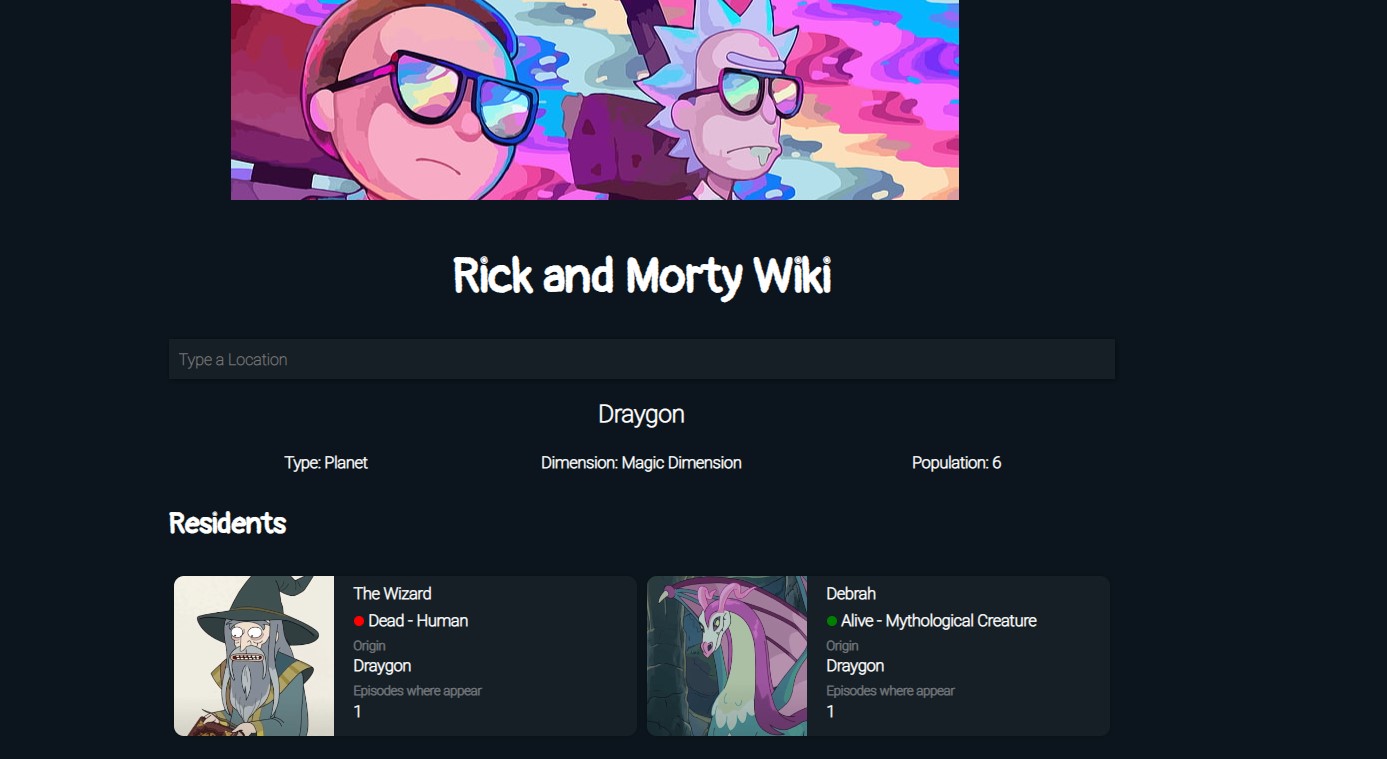 Rick and Morty Wiki
Type a Location
Draygon
Type: Planet
Dimension: Magic Dimension
Population: 6
Residents
The Wizard
Dead - Human
Origin
Draygon
Episodes where appear
1
Debrah
Alive - Mythological Creature
Origin
Draygon
Episodes where appear
1